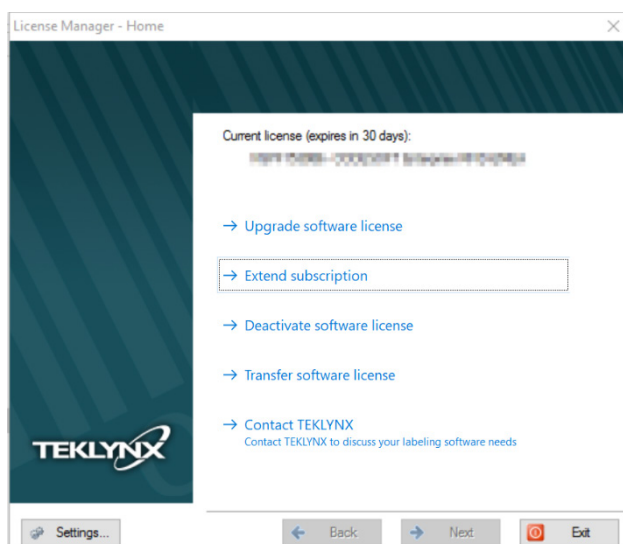 License Manager - Home
Current license (expires in 30 days):
→ Upgrade software license
→ Extend subscription
→ Deactivate software license
→ Transfer software license
→ Contact TEKLYNX
Contact TEKLYNX to discuss your labeling software needs
TEKLYNX
Settings...
Back
Next
Exit